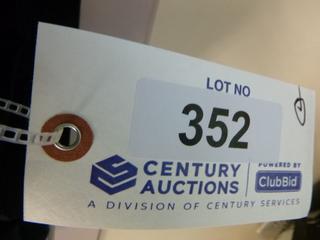 LOT NO
352
CENTURY AUCTIONS
POWERED BY
ClubBid
A DIVISION OF CENTURY SERVICES